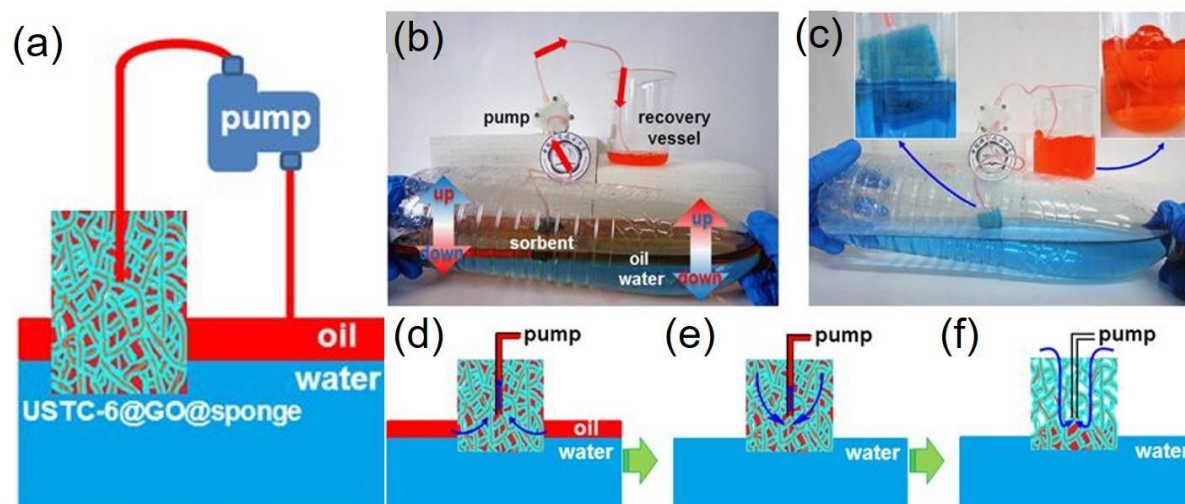 (a)
pump
oil
water
USTC-6@GO@sponge
(b)
pump
recovery
vessel
up
down
sorbent
oil
water
up
down
(c)
(d)
pump
oil
water
(e)
pump
water
(f)
pump
water